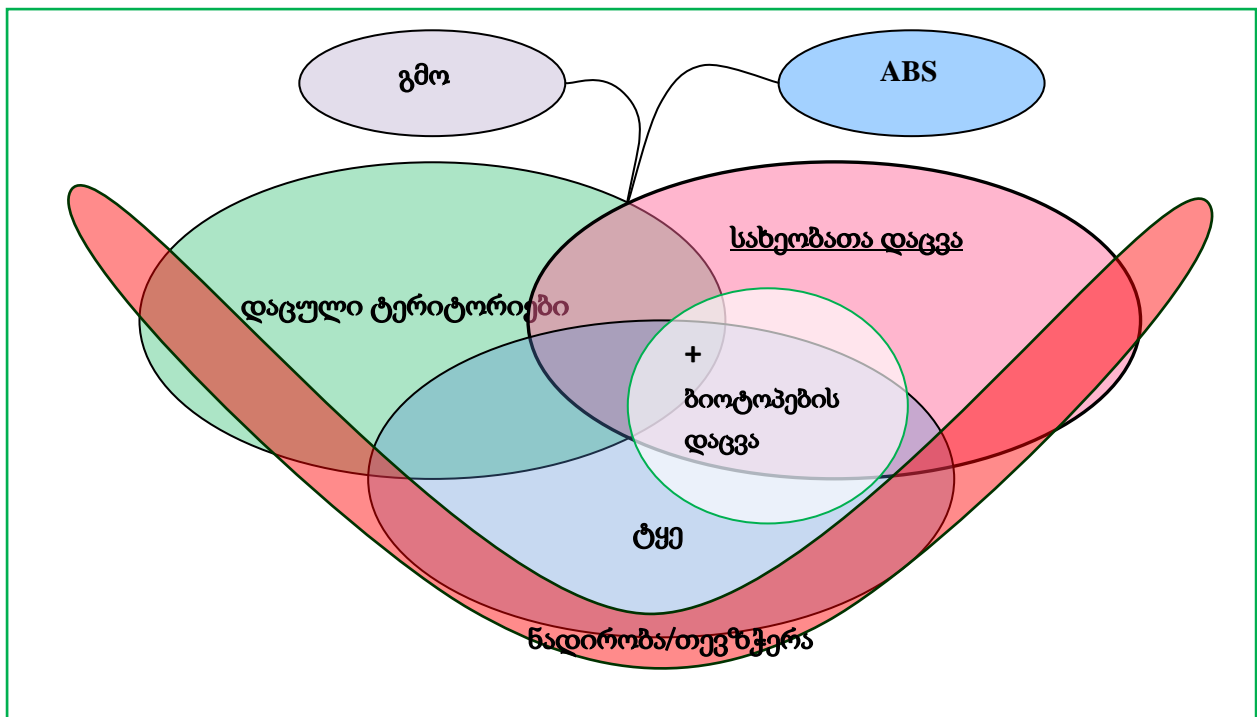 გმო
ABS
სახეობათა დაცვა
დაცული ტერიტორიები
+
ბიოტოპების
დაცვა
ტყე
ნადირობა/თევზჭერა